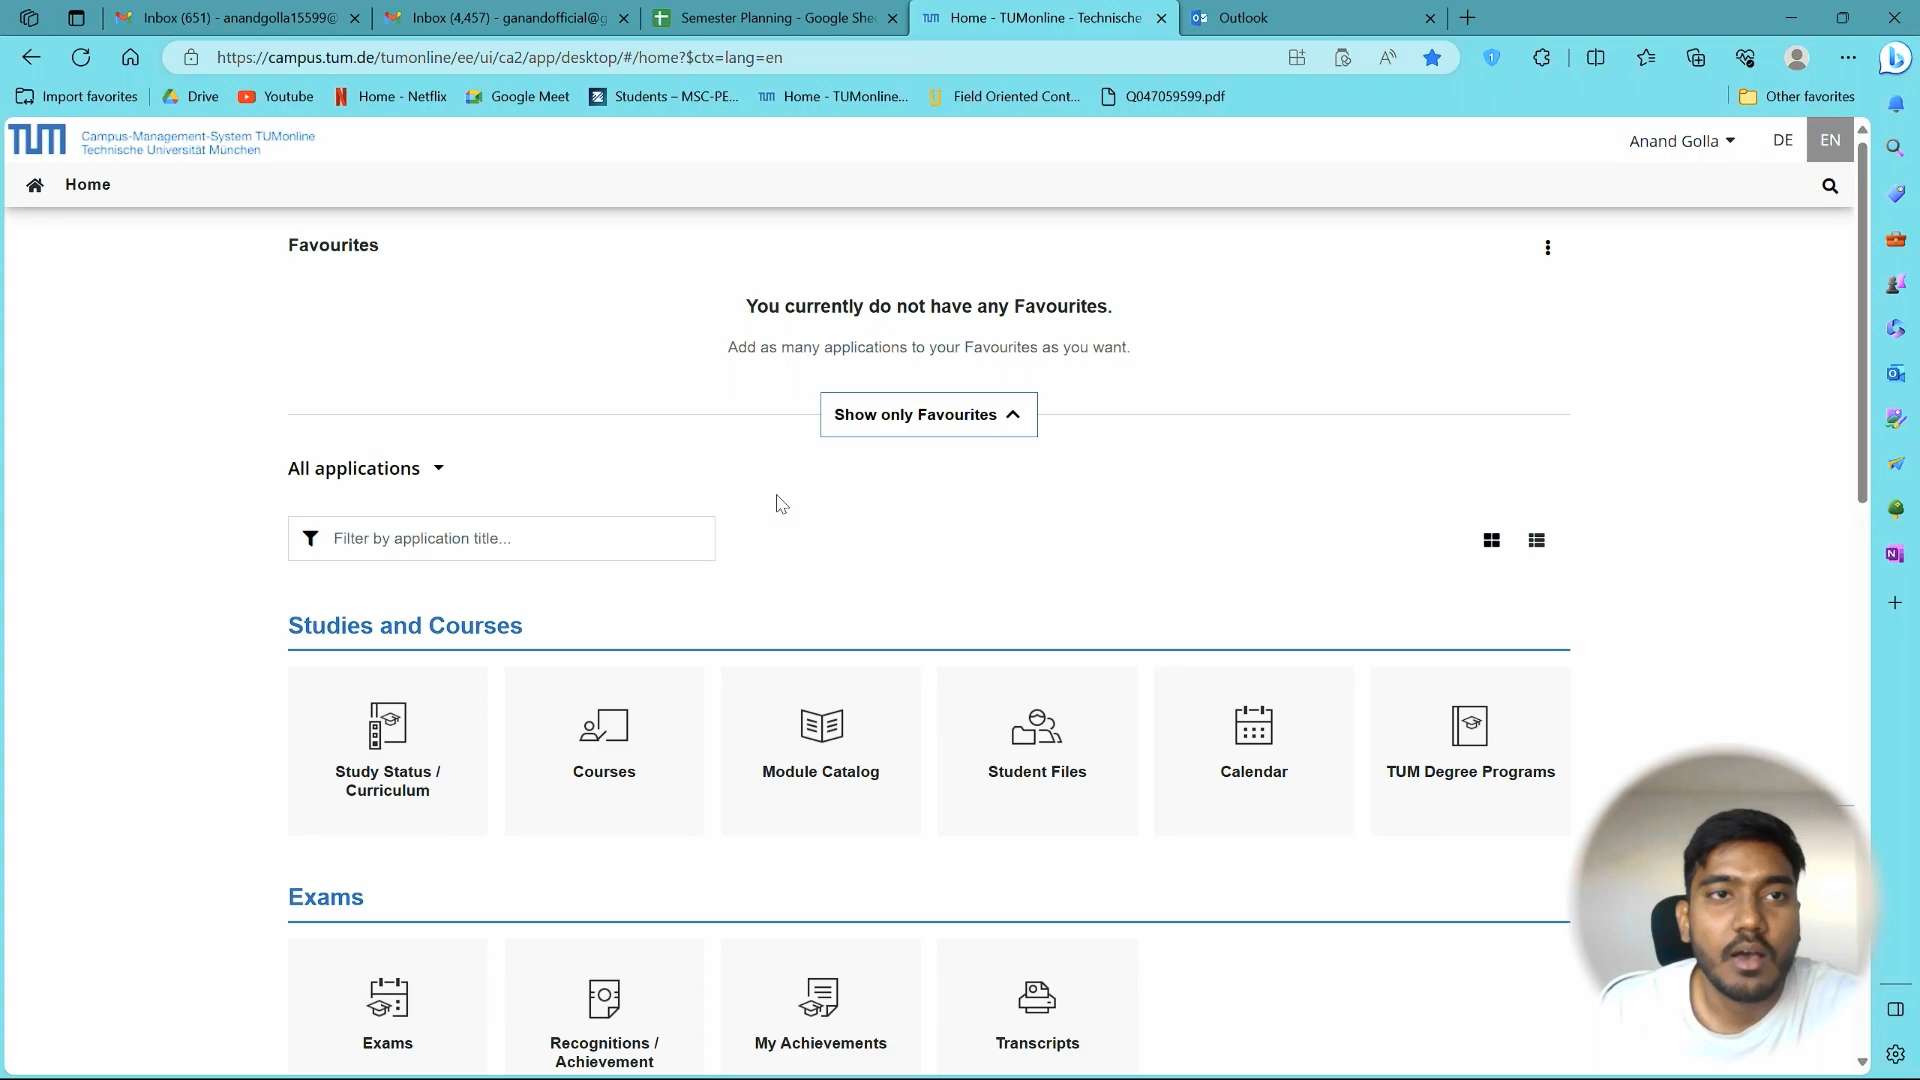 Inbox (651) - anandgolla15599@
Inbox (4,457) - ganandofficial@g
Semester Planning - Google She
Home - TUMonline - Technische
Outlook
https://campus.tum.de/tumonline/ee/ui/ca2/app/desktop/#/home?$ctx=lang=en
Import favorites
Drive
Youtube
Home - Netflix
Google Meet
Students – MSC-PE...
Home - TUMonline...
Field Oriented Cont...
Q047059599.pdf
Other favorites
TUM
Campus-Management-System TUMonline
Technische Universität München
Anand Golla
DE
EN
Home
Favourites
You currently do not have any Favourites.
Add as many applications to your Favourites as you want.
Show only Favourites
All applications
Filter by application title...
Studies and Courses
Study Status /
Curriculum
Courses
Module Catalog
Student Files
Calendar
TUM Degree Programs
Exams
Exams
Recognitions /
Achievement
My Achievements
Transcripts